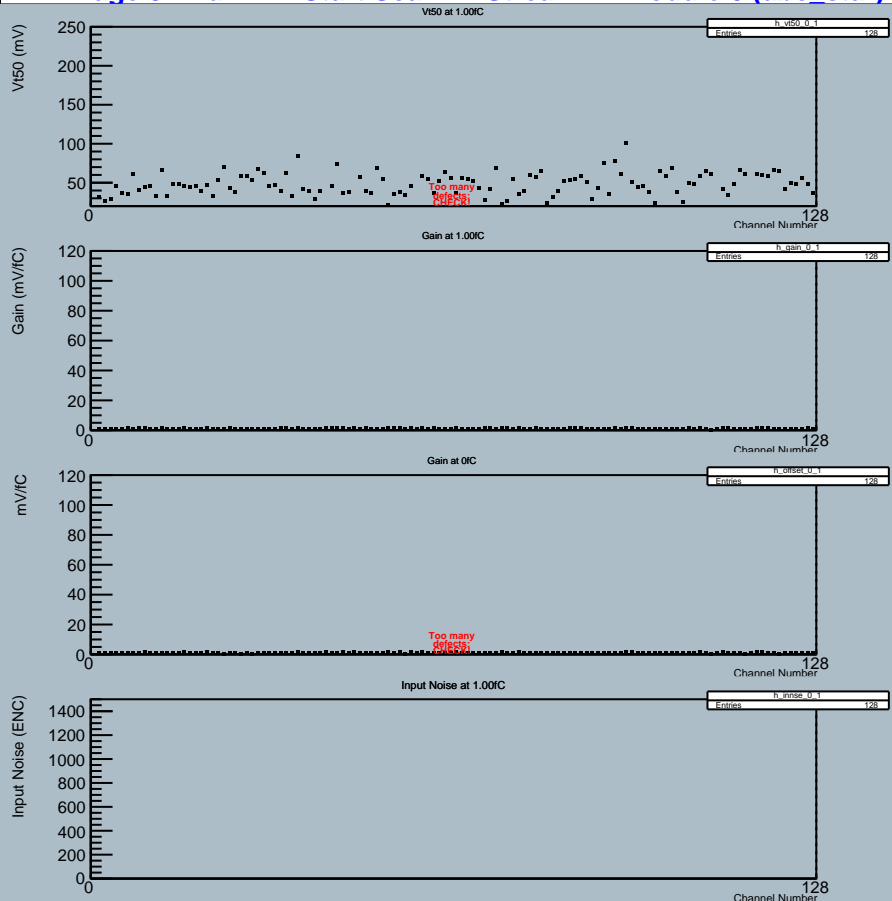 Vt50 at 1.00fC
h_vt50_0_1
Entries 128
Vt50 (mV)
250
200
150
100
50
Too many
defects:
CHECK!
0
128
Channel Number
Gain at 1.00fC
h_gain_0_1
Entries 128
Gain (mV/fC)
120
100
80
60
40
20
0
0
128
Channel Number
Gain at 0fC
h_offset_0_1
Entries 128
mV/fC
120
100
80
60
40
20
0
Too many
defects:
CHECK!
0
128
Channel Number
Input Noise at 1.00fC
h_innse_0_1
Entries 128
Input Noise (ENC)
1400
1200
1000
800
600
400
200
0
0
128
Channel Number